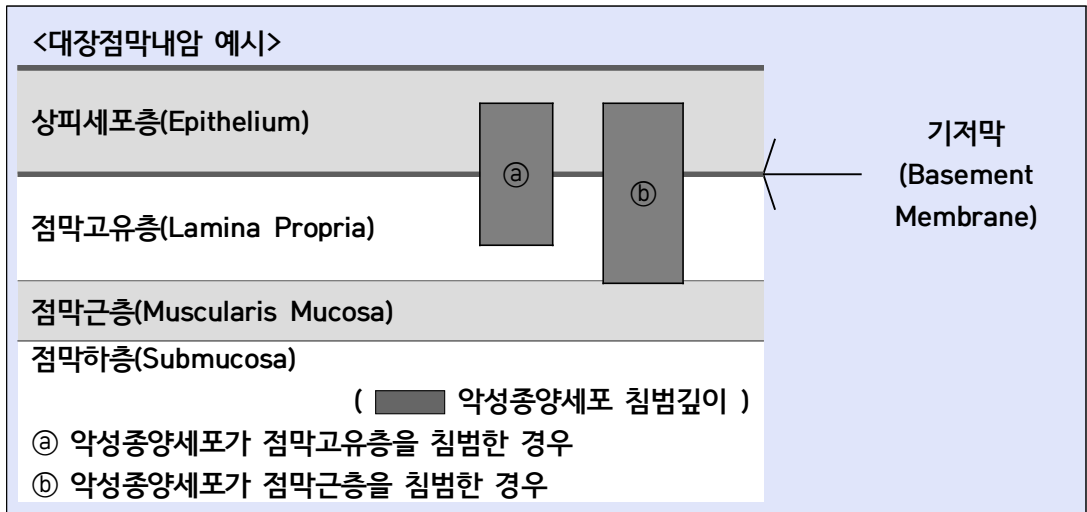 <대장점막내암 예시>
상피세포층(Epithelium)
ⓐ
ⓑ
기저막
(Basement
Membrane)
점막고유층(Lamina Propria)
점막근층(Muscularis Mucosa)
점막하층(Submucosa)
( 악성종양세포 침범깊이 )
ⓐ 악성종양세포가 점막고유층을 침범한 경우
ⓑ 악성종양세포가 점막근층을 침범한 경우